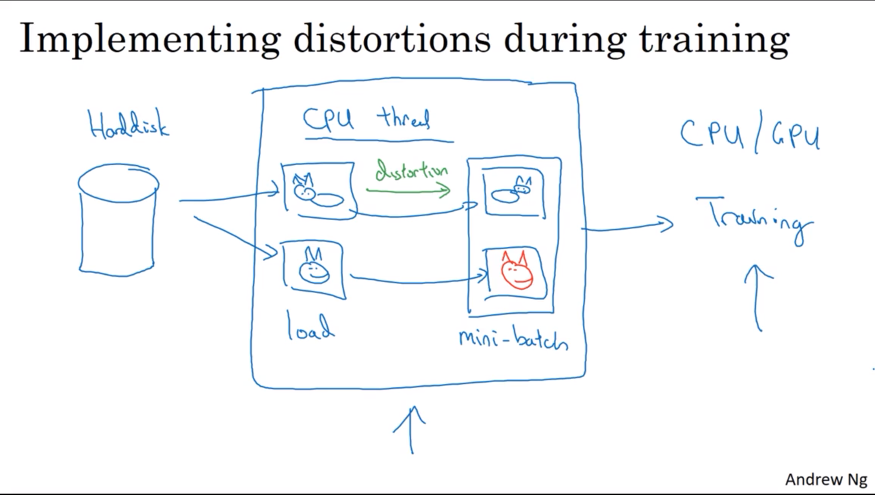 Implementing distortions during training
Harddisk
CPU thread
distortion
load
mini-batch
CPU/GPU
Training
Andrew Ng